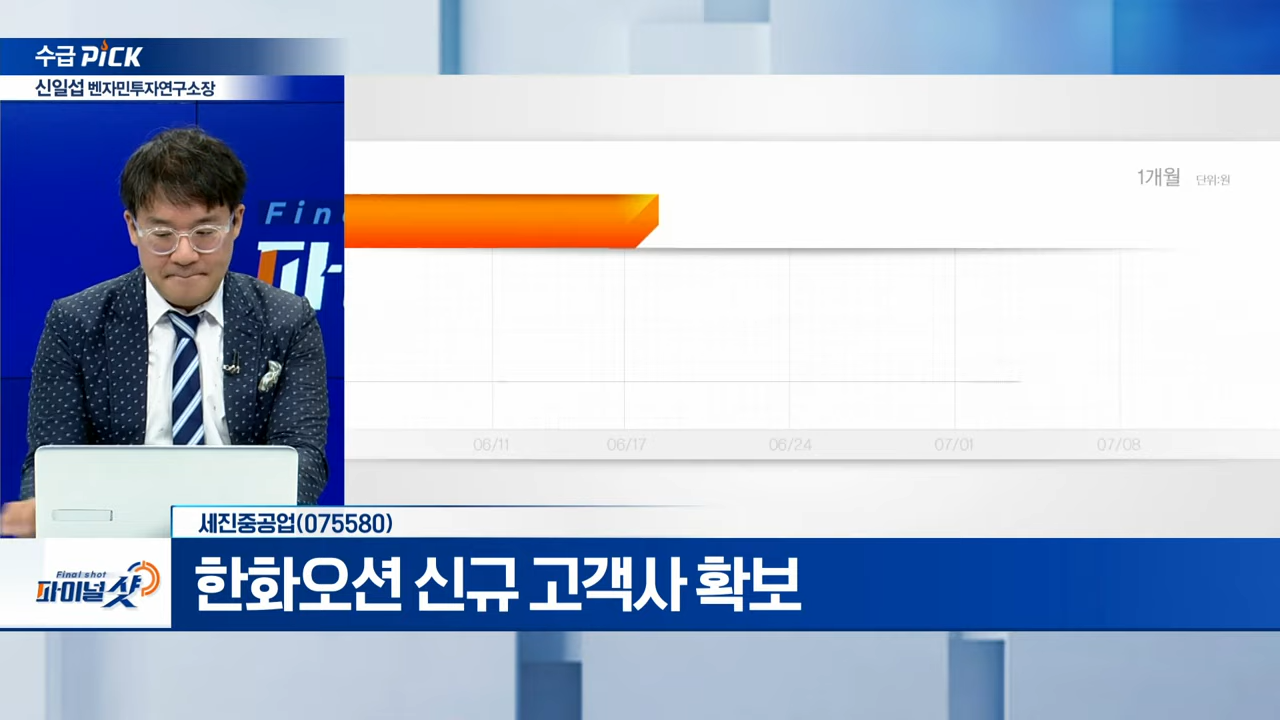 수급 PiCK
신일섭 벤자민투자연구소장
Fin
파
1개월 단위:원
06/11 06/17 06/24 07/01 07/08
세진중공업(075580)
Final shot
파이널샷
한화오션 신규 고객사 확보